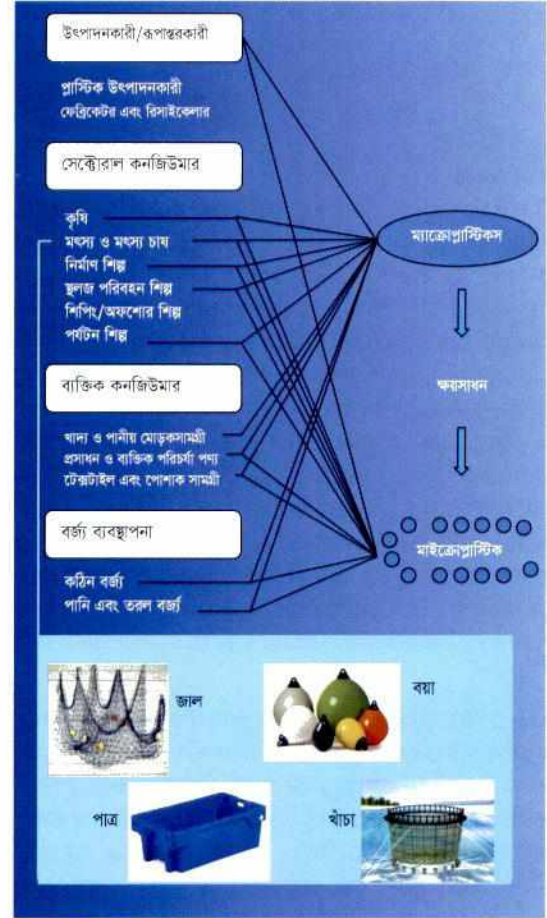 উৎপাদনকারী/রূপান্তরকারী
প্লাস্টিক উৎপাদনকারী
ফেব্রিকেটর এবং রিসাইকেলার
সেক্টোরাল কনজিউমার
কৃষি
মৎস্য ও মৎস্য চাষ
নির্মাণ শিল্প
স্থলজ পরিবহন শিল্প
শিপিং/অফশোর শিল্প
পর্যটন শিল্প
ম্যাক্রোপ্লাস্টিকস
ব্যক্তিক কনজিউমার
ক্ষয়সাধন
খাদ্য ও পানীয় মোড়কসামগ্রী
প্রসাধন ও ব্যক্তিক পরিচর্যা পণ্য
টেক্সটাইল এবং পোশাক সামগ্রী
বর্জ্য ব্যবস্থাপনা
মাইক্রোপ্লাস্টিক
কঠিন বর্জ্য
পানি এবং তরল বর্জ্য
জাল
বয়া
পাত্র
খাঁচা